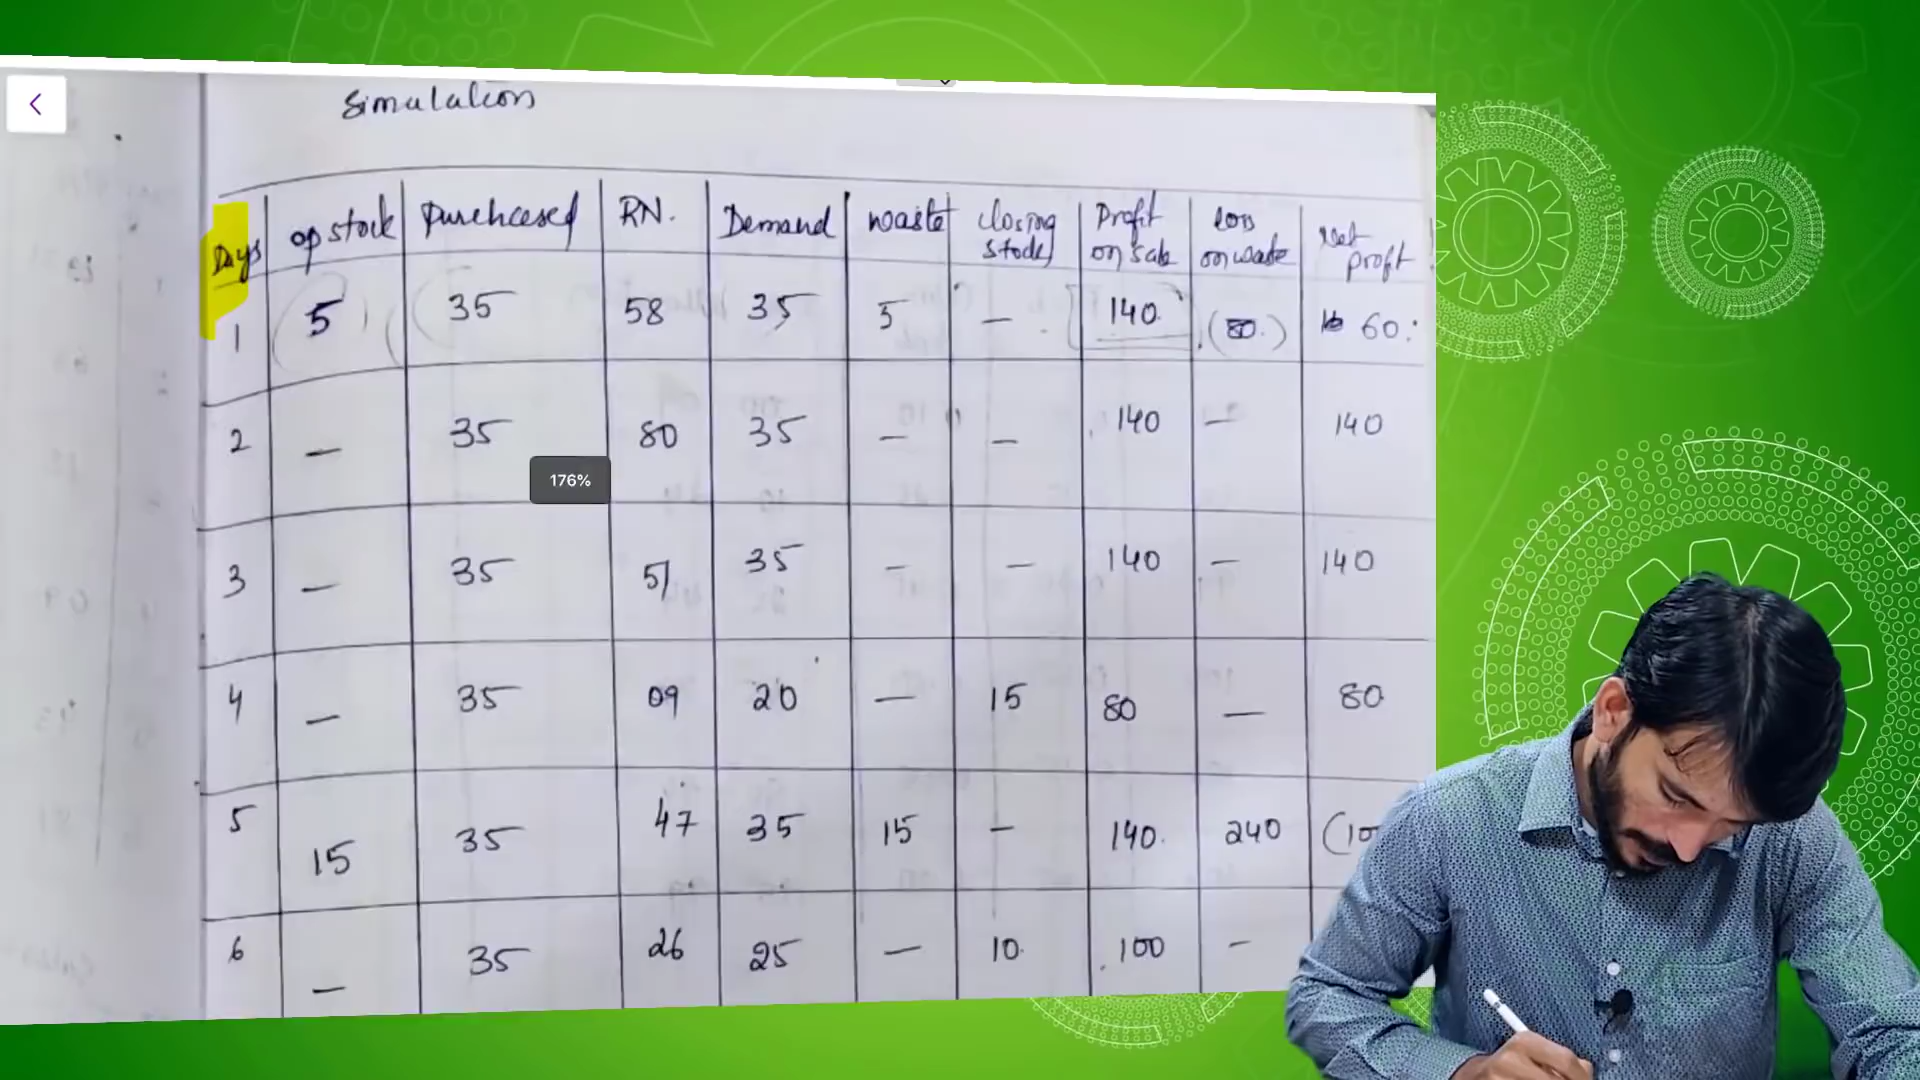 Simulation
Days op stock purchased RN. Demand waste closing stock Profit on sale loss on waste Net profit
1 5 35 58 35 5 — 140 (80.) 60
2 — 35 80 35 — — 140 — 140
3 — 35 51 35 — — 140 — 140
4 — 35 09 20 — 15 80 — 80
5 15 35 47 35 15 — 140 240
6 — 35 26 25 — 10 100 —
176%